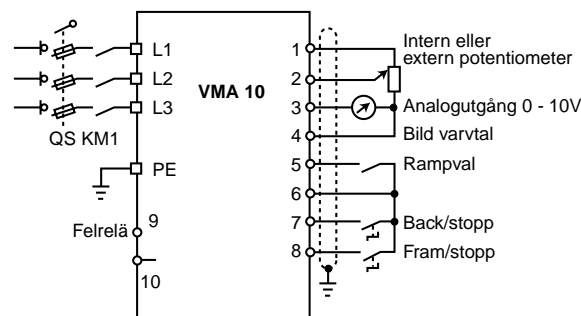 L1
L2
L3
QS KM1
PE
9
Felrelä
10
VMA 10
1
2
3
4
5
6
7
8
Intern eller
extern potentiometer
Analogutgång 0 - 10V
Bild varvtal
Rampval
Back/stopp
Fram/stopp